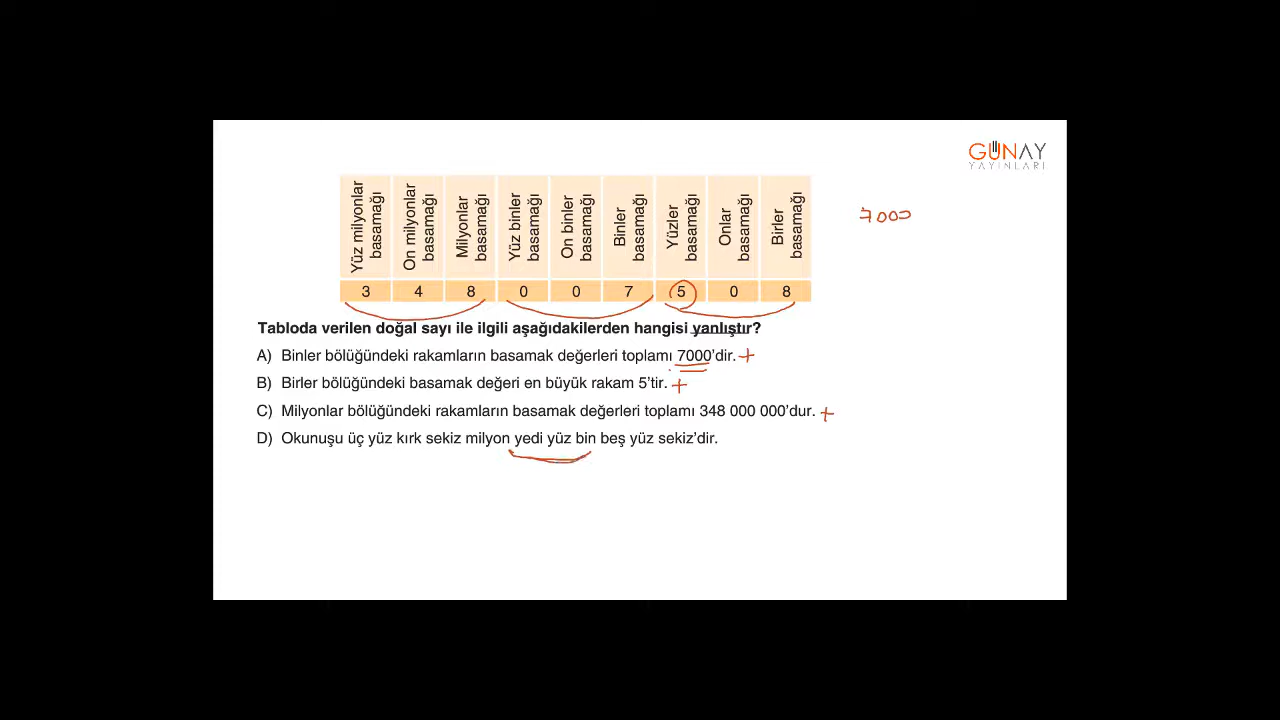 GÜNAY
YAYINLARI
Yüz milyonlar basamağı
On milyonlar basamağı
Milyonlar basamağı
Yüz binler basamağı
On binler basamağı
Binler basamağı
Yüzler basamağı
Onlar basamağı
Birler basamağı
7000
3 4 8 0 0 7 5 0 8
Tabloda verilen doğal sayı ile ilgili aşağıdakilerden hangisi yanlıştır?
A) Binler bölüğündeki rakamların basamak değerleri toplamı 7000'dir. +
B) Birler bölüğündeki basamak değeri en büyük rakam 5'tir. +
C) Milyonlar bölüğündeki rakamların basamak değerleri toplamı 348 000 000'dur. +
D) Okunuşu üç yüz kırk sekiz milyon yedi yüz bin beş yüz sekiz'dir.